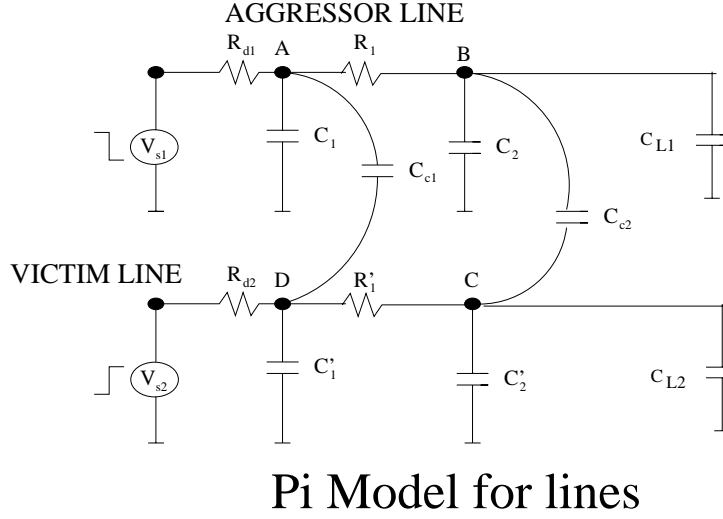 AGGRESSOR LINE
R_d1 A R_1 B
C_1 C_2 C_L1
V_s1 C_c1
C_c2
VICTIM LINE R_d2 D R'_1 C
V_s2 C'_1 C'_2 C_L2
Pi Model for lines